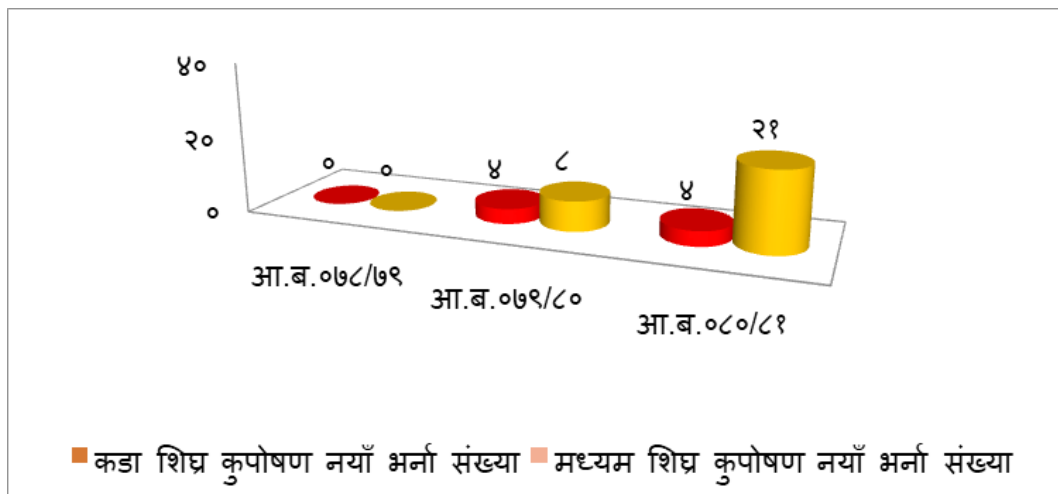 ४०
२०
०
० ० ४ ८ ४ २१
आ.ब.०७८/७९
आ.ब.०७९/८०
आ.ब.०८०/८१
कडा शिघ्र कुपोषण नयाँ भर्ना संख्या मध्यम शिघ्र कुपोषण नयाँ भर्ना संख्या